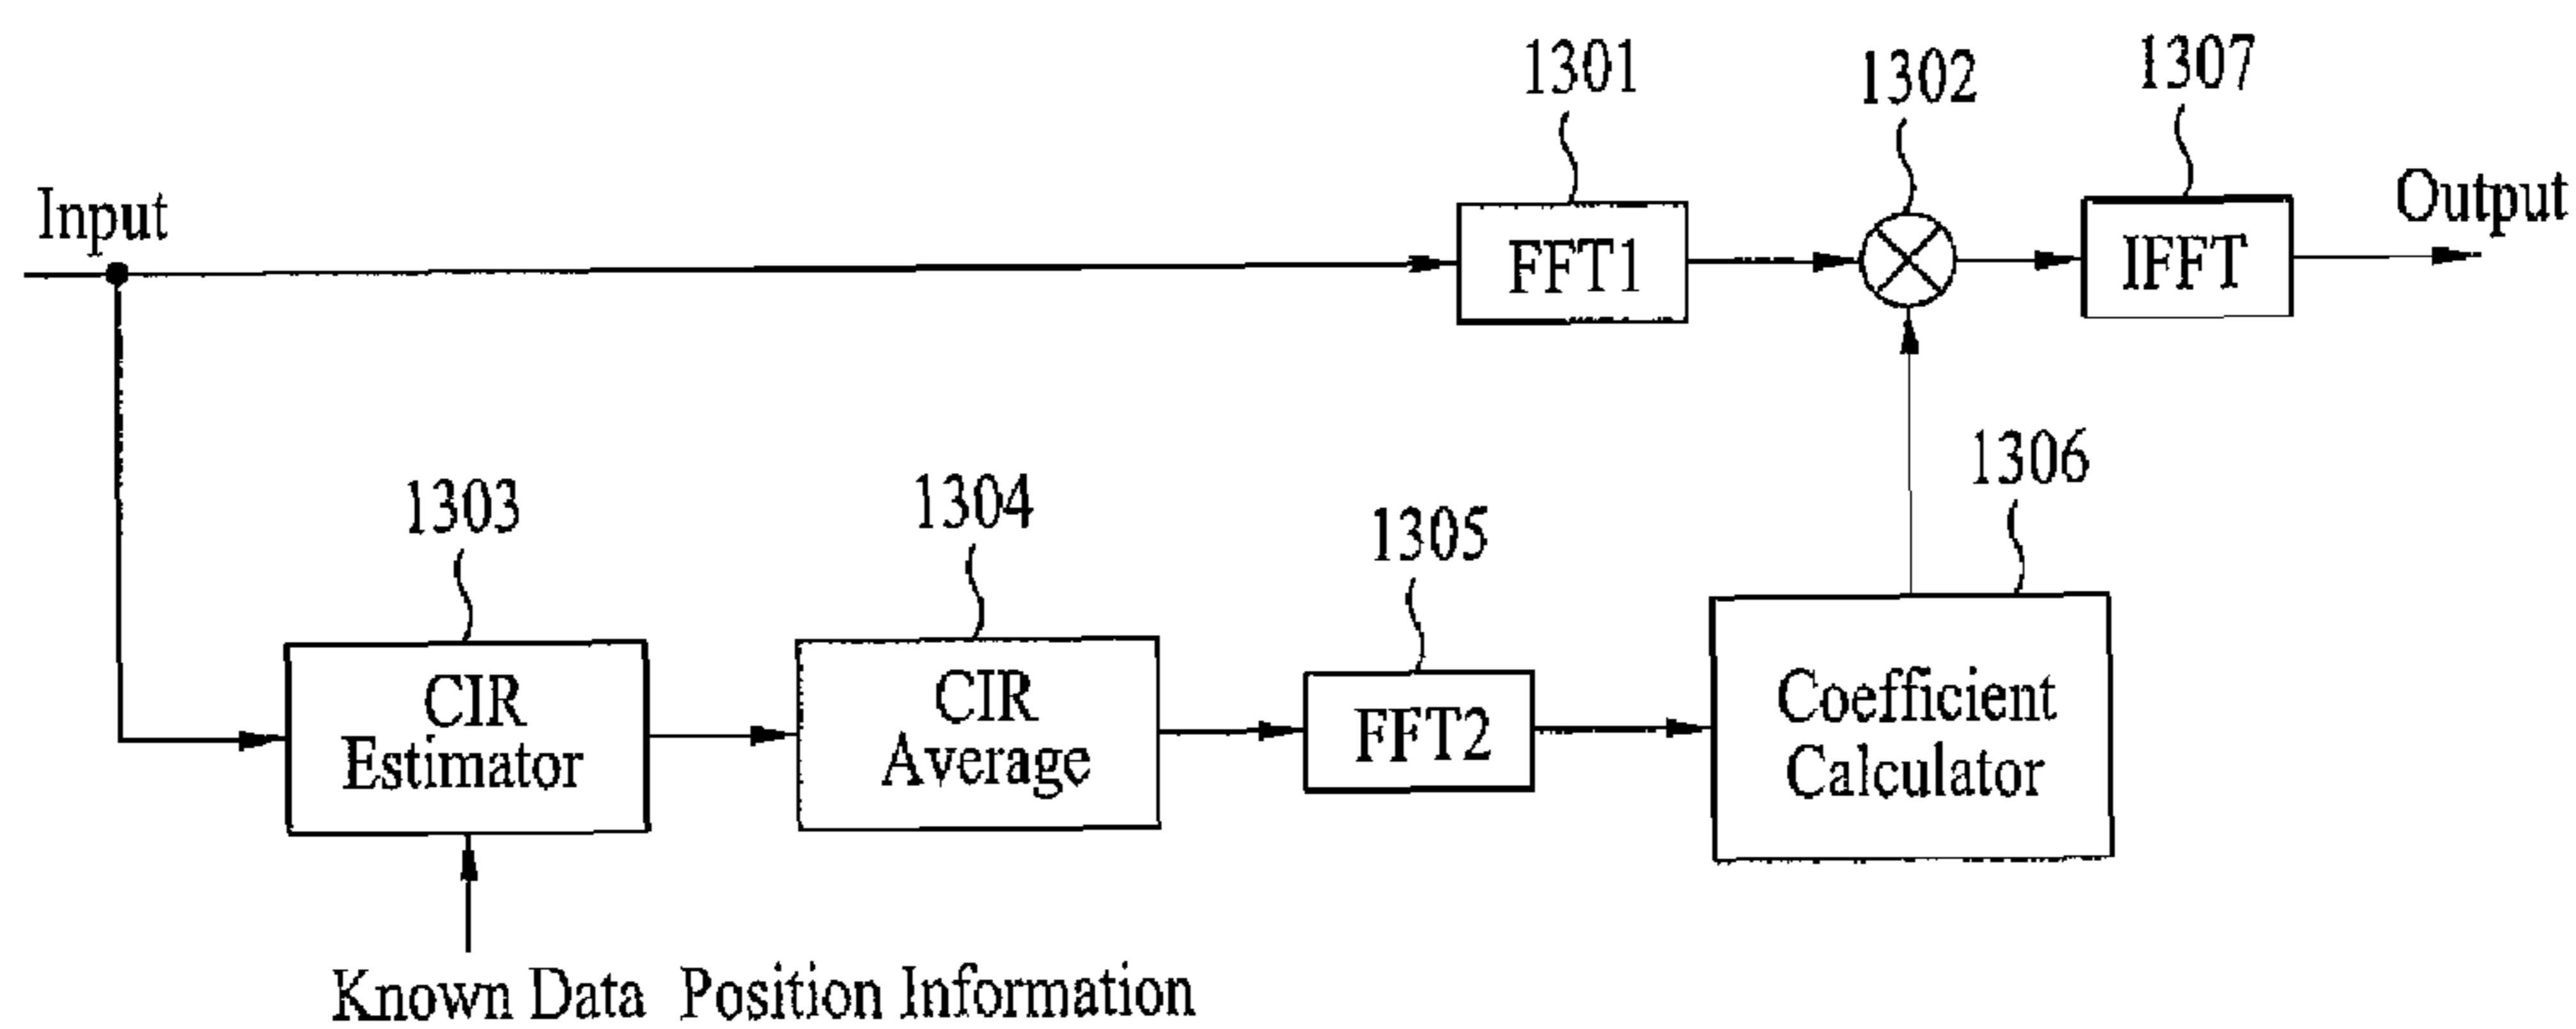 1301
1302
1307
Input
Output
FFT1
IFFT
1303
1304
1305
1306
CIR
Estimator
CIR
Average
FFT2
Coefficient
Calculator
Known Data Position Information